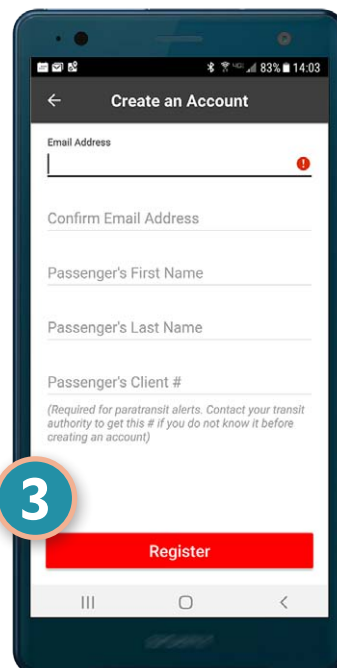 83% 14:03
Create an Account
Email Address
Confirm Email Address
Passenger's First Name
Passenger's Last Name
Passenger's Client #
(Required for paratransit alerts. Contact your transit
authority to get this # if you do not know it before
creating an account)
3
Register